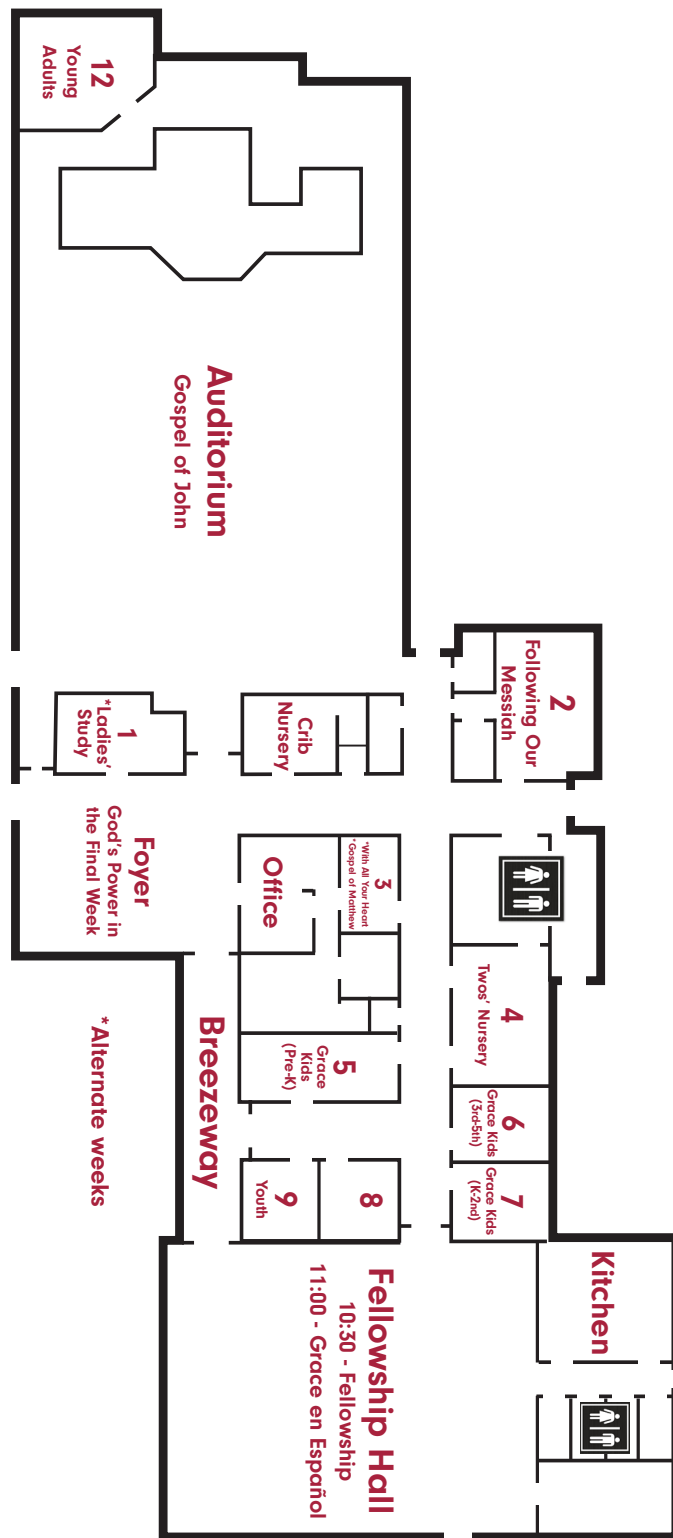 12
Young
Adults
Auditorium
Gospel of John
2
Following Our
Messiah
1
*Ladies'
Study
Crib
Nursery
Foyer
God's Power in
the Final Week
Office
3
*With All Your Heart
*Gospel of Matthew
4
Twos' Nursery
5
Grace
Kids
(Pre-K)
6
Grace Kids
(3rd-5th)
7
Grace Kids
(K-2nd)
8
9
Youth
Breezeway
*Alternate weeks
Kitchen
Fellowship Hall
10:30 - Fellowship
11:00 - Grace en Español